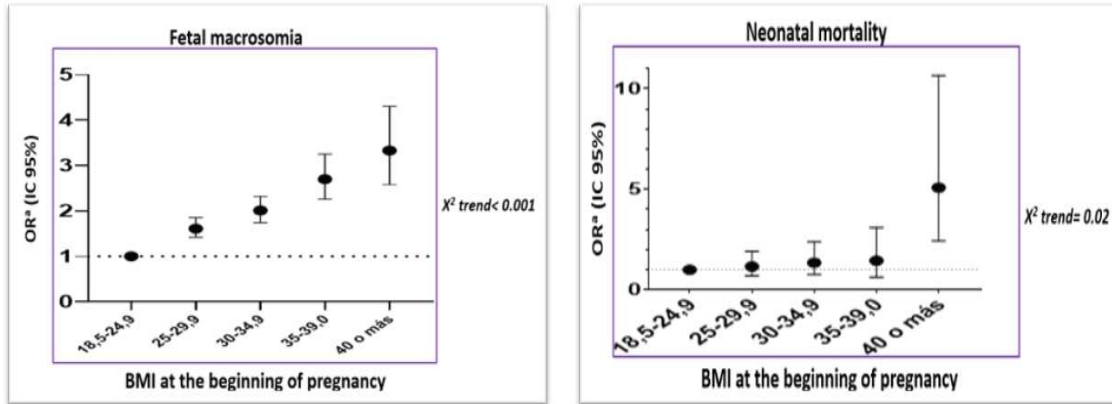 Fetal macrosomia
5
4
3
2
1
0
ORª (IC 95%)
18,5-24,9
25-29,9
30-34,9
35-39,0
40 o más
X² trend< 0.001
BMI at the beginning of pregnancy
Neonatal mortality
10
5
0
ORª (IC 95%)
18,5-24,9
25-29,9
30-34,9
35-39,0
40 o más
X² trend= 0.02
BMI at the beginning of pregnancy